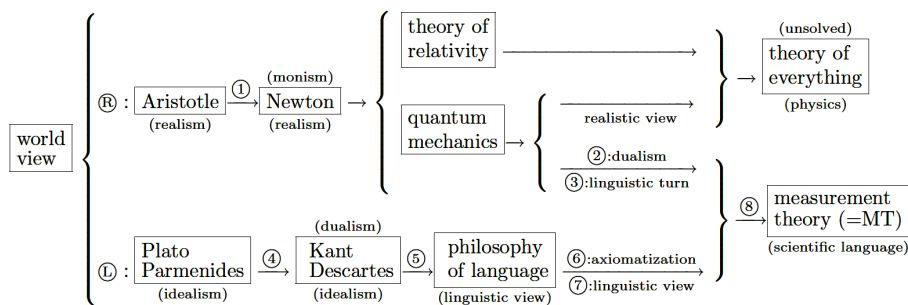 world
view
Ⓡ :
Aristotle
(realism)
①
(monism)
Newton
(realism)
theory of
relativity
quantum
mechanics
realistic view
②:dualism
③:linguistic turn
(unsolved)
theory of
everything
(physics)
Ⓛ :
Plato
Parmenides
(idealism)
④
(dualism)
Kant
Descartes
(idealism)
⑤
philosophy
of language
(linguistic view)
⑥:axiomatization
⑦:linguistic view
⑧
measurement
theory (=MT)
(scientific language)